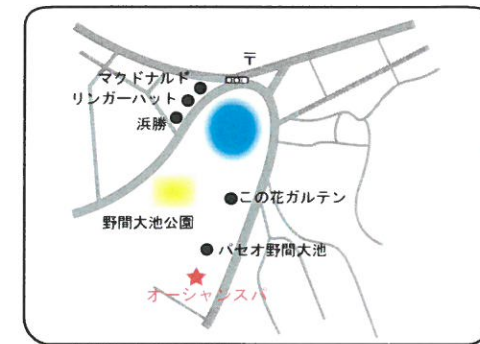 〒
マクドナルド
リンガーハット
浜勝
この花ガルテン
野間大池公園
パセオ野間大池
オーシャンスパ